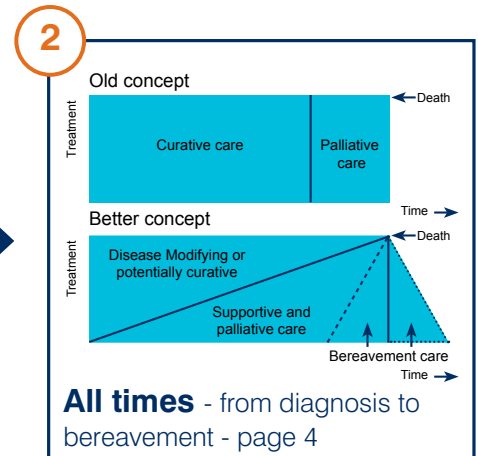 2
Old concept
Treatment
Curative care
Palliative
care
Death
Time
Better concept
Treatment
Disease Modifying or
potentially curative
Supportive and
palliative care
Death
Bereavement care
Time
All times - from diagnosis to
bereavement - page 4